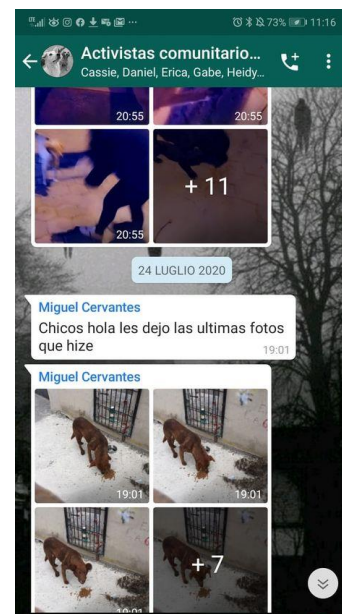 73% 11:16
Activistas comunitario...
Cassie, Daniel, Erica, Gabe, Heidy...
20:55 20:55
20:55 + 11
24 LUGLIO 2020
Miguel Cervantes
Chicos hola les dejo las ultimas fotos
que hize
19:01
Miguel Cervantes
19:01 19:01
19:01 + 7